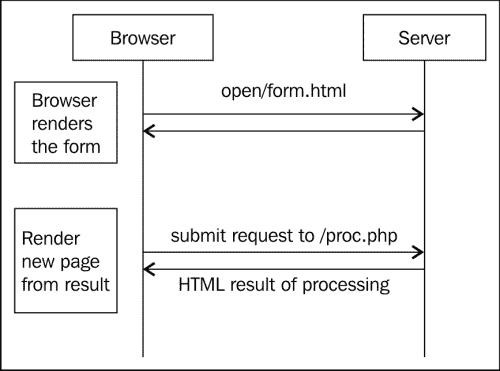 Browser
Server
open/form.html
Browser
renders
the form
submit request to /proc.php
Render
new page
from result
HTML result of processing